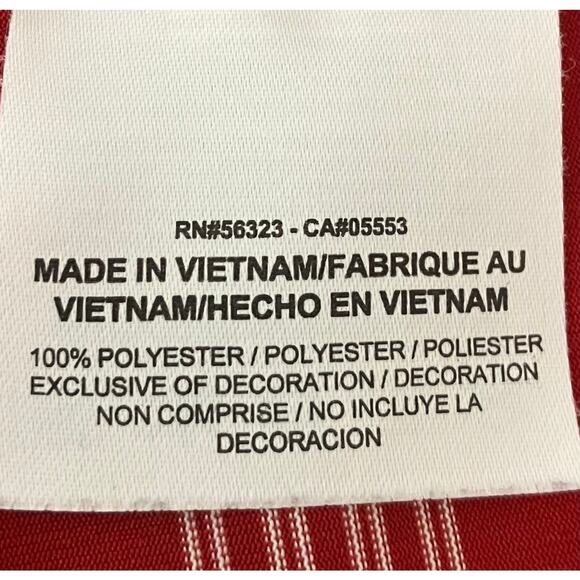 RN#56323 - CA#05553
MADE IN VIETNAM/FABRIQUE AU
VIETNAM/HECHO EN VIETNAM
100% POLYESTER / POLYESTER / POLIESTER
EXCLUSIVE OF DECORATION / DECORATION
NON COMPRISE / NO INCLUYE LA
DECORACION